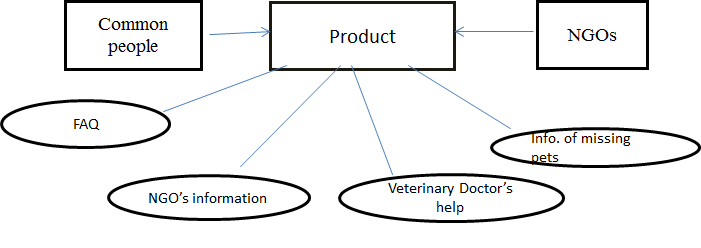 Common
people
Product
NGOs
FAQ
Info. of missing
pets
NGO's information
Veterinary Doctor's
help